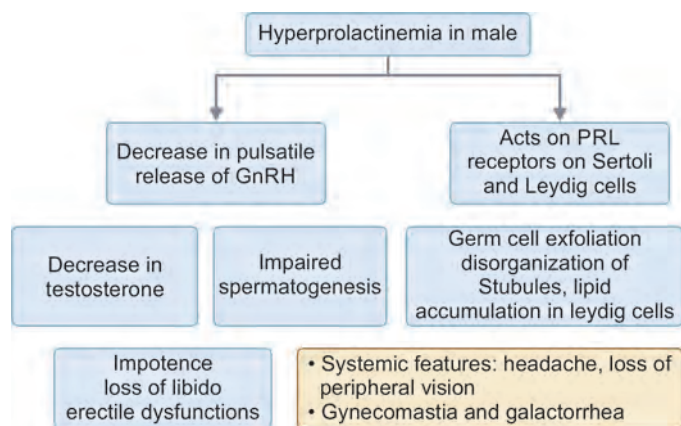 Hyperprolactinemia in male
Decrease in pulsatile
release of GnRH
Acts on PRL
receptors on Sertoli
and Leydig cells
Decrease in
testosterone
Impaired
spermatogenesis
Germ cell exfoliation
disorganization of
Stubules, lipid
accumulation in leydig cells
Impotence
loss of libido
erectile dysfunctions
• Systemic features: headache, loss of
peripheral vision
• Gynecomastia and galactorrhea